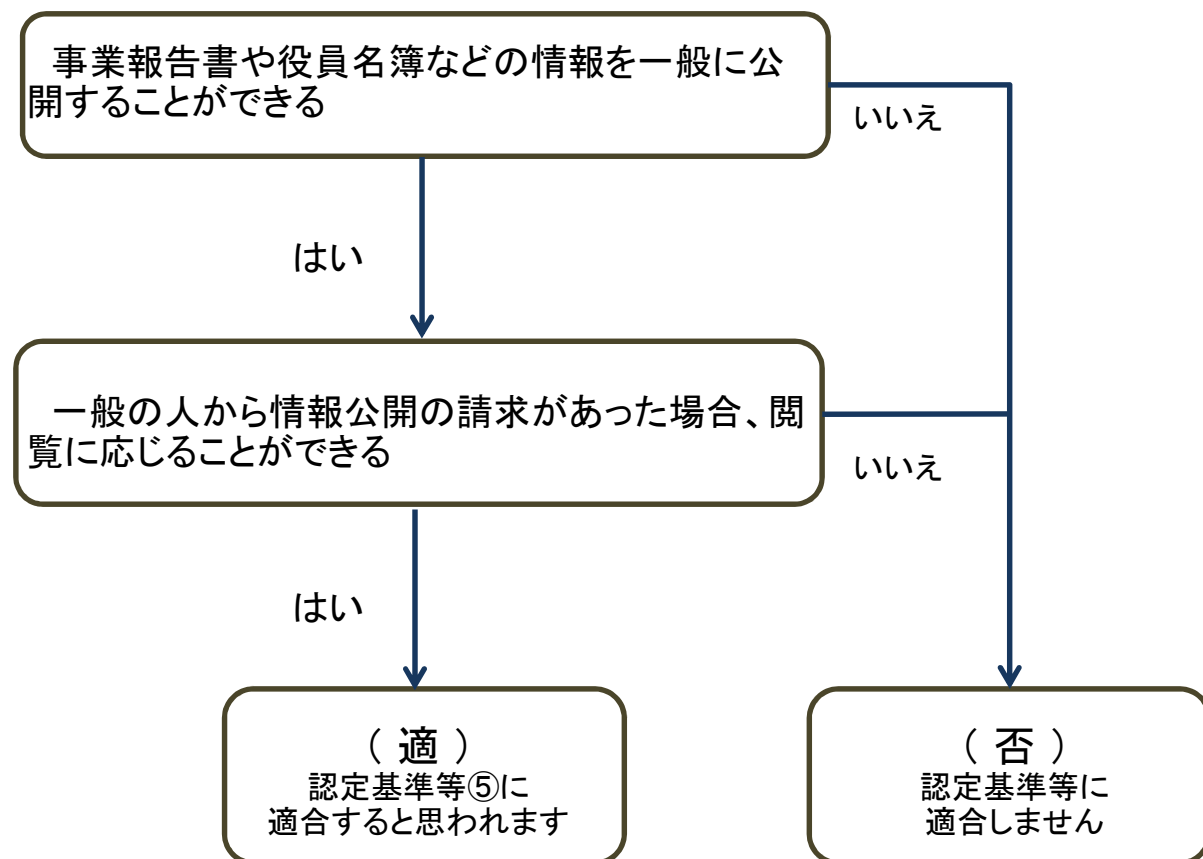 事業報告書や役員名簿などの情報を一般に公
開することができる
いいえ
はい
一般の人から情報公開の請求があった場合、閲
覧に応じることができる
いいえ
はい
（ 適 ）
認定基準等⑤に
適合すると思われます
（ 否 ）
認定基準等に
適合しません